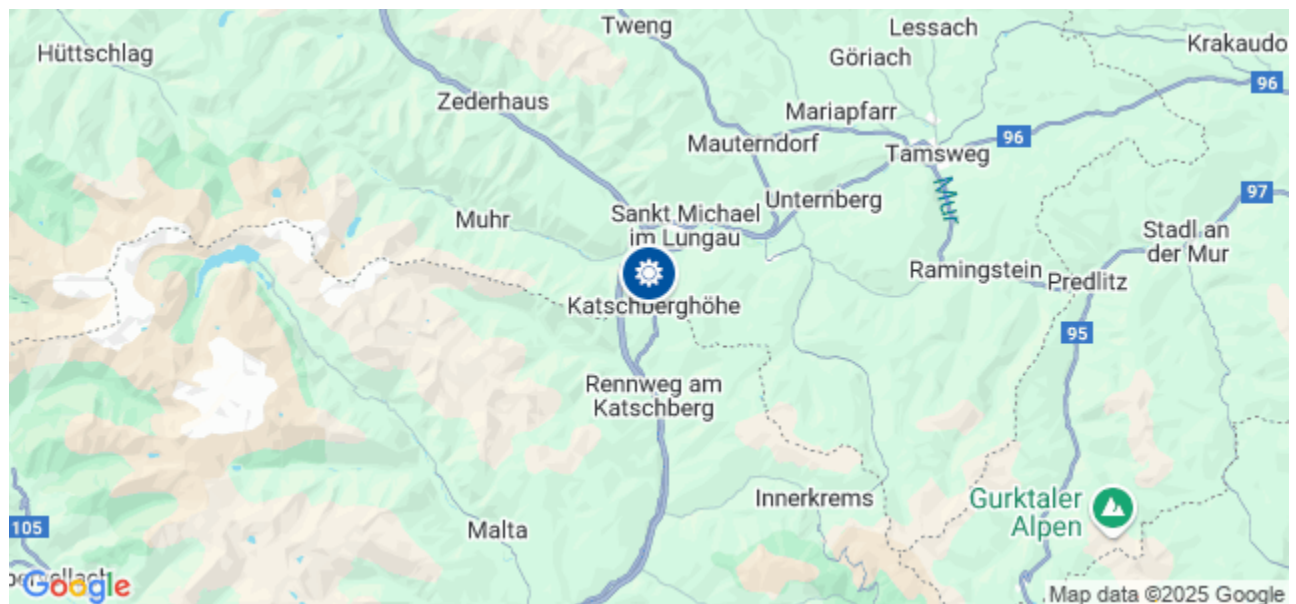 Tweng
Lessach
Hüttschlag
Göriach
Krakaudo
96
Zederhaus
Mariapfarr
96
Mauterndorf
Tamsweg
97
Mur
Unternberg
Muhr
Sankt Michael
im Lungau
Stadl an
der Mur
Ramingstein
Predlitz
Katschberghöhe
95
Rennweg am
Katschberg
Innerkrems
Gurktaler
Alpen
105
Malta
Google
Map data ©2025 Google